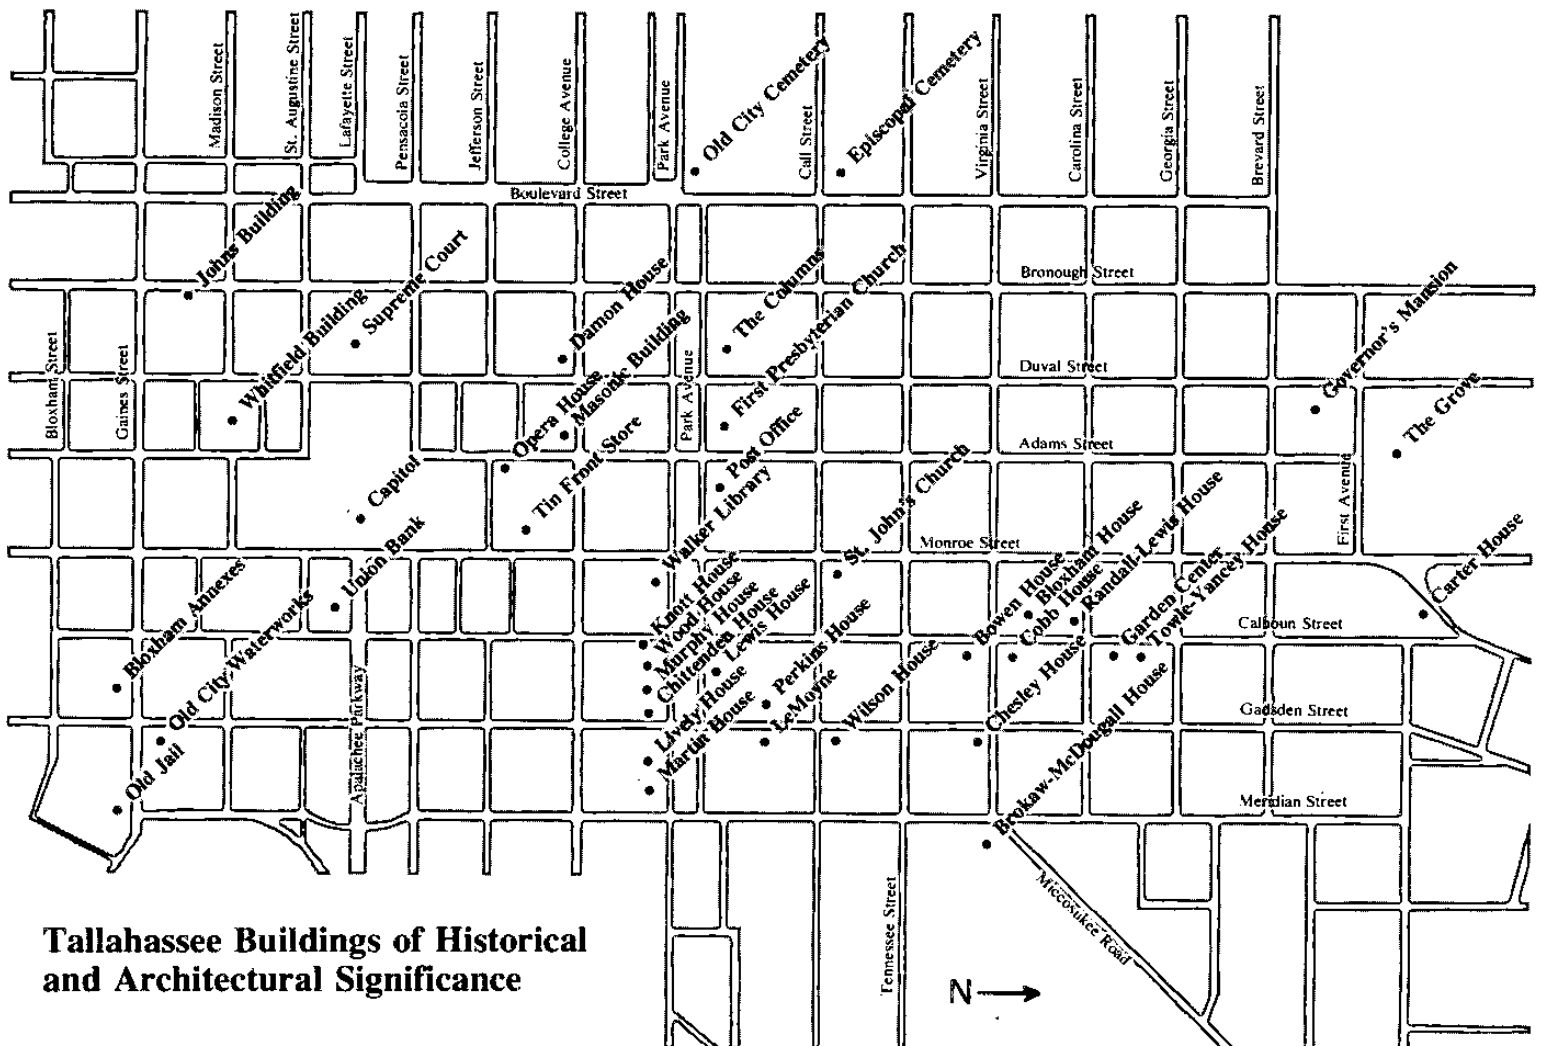 Madison Street
St. Augustine Street
Lafayette Street
Pensacoia Street
Jefferson Street
College Avenue
Park Avenue
Old City Cemetery
Call Street
Episcopal Cemetery
Virginia Street
Carolina Street
Georgia Street
Brevard Street
Boulevard Street
Johns Building
Supreme Court
Whitfield Building
Damon House
Masonic Building
Opera House
Tin Front Store
The Columns
First Presbyterian Church
Post Office
Walker Library
Bronough Street
Governor's Mansion
Duval Street
The Grove
Bloxham Street
Gaines Street
Park Avenue
Adams Street
First Avenue
Capitol
Union Bank
St. John's Church
Monroe Street
Bloxham Annexes
Old City Waterworks
Old Jail
Knott House
Wood House
Murphy House
Chittenden House
Lewis House
Lively House
Martin House
Perkins House
LeMoyne
Wilson House
Bowen House
Bloxham House
Cobb House
Randall-Lewis House
Garden Center
Towle-Yancey House
Carter House
Calhoun Street
Chesley House
Brokaw-McDougall House
Gadsden Street
Apalachee Parkway
Meridian Street
Miccosukee Road
Tennessee Street
Tallahassee Buildings of Historical
and Architectural Significance
N